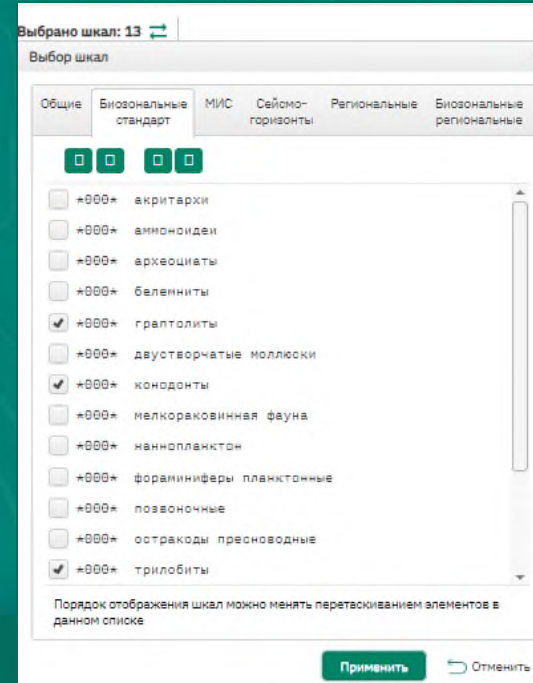 Выбрано шкал: 13
Выбор шкал
Общие
Биозональные
стандарт
МИС
Сейсмо-
горизонты
Региональные
Биозональные
региональные
*000* акритархи
*000* аммоноидеи
*000* археоциаты
*000* белемниты
*000* граптолиты
*000* двустворчатые моллюски
*000* конодонты
*000* мелкораковинная фауна
*000* наннопланктон
*000* фораминиферы планктонные
*000* позвоночные
*000* остракоды пресноводные
*000* трилобиты
Порядок отображения шкал можно менять перетаскиванием элементов в
данном списке
Применить
Отменить